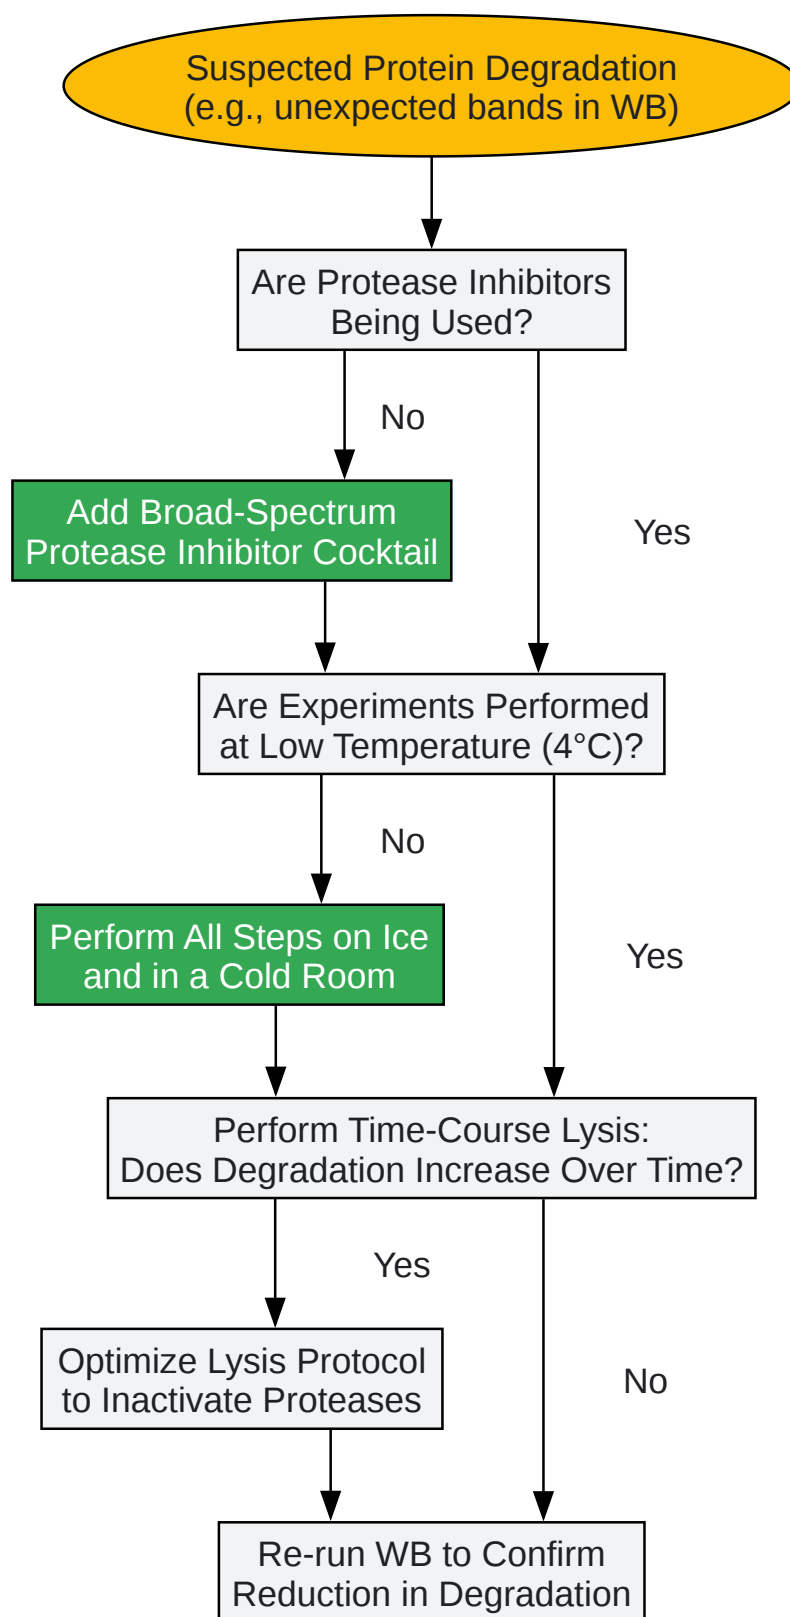 Suspected Protein Degradation
(e.g., unexpected bands in WB)
Are Protease Inhibitors
Being Used?
No
Add Broad-Spectrum
Protease Inhibitor Cocktail
Yes
Are Experiments Performed
at Low Temperature (4°C)?
No
Perform All Steps on Ice
and in a Cold Room
Yes
Perform Time-Course Lysis:
Does Degradation Increase Over Time?
Yes
Optimize Lysis Protocol
to Inactivate Proteases
No
Re-run WB to Confirm
Reduction in Degradation